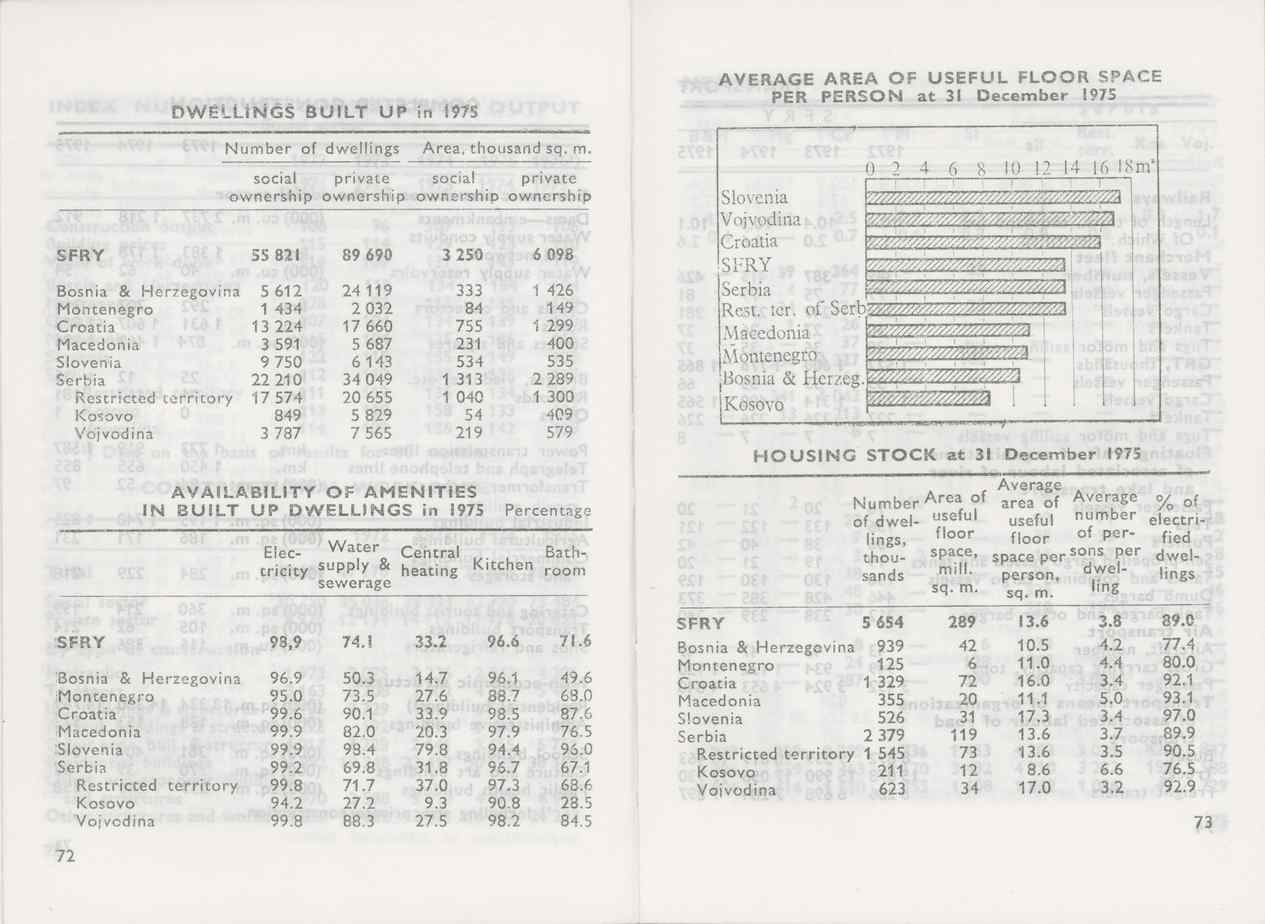 DWELLINGS BUILT UP in 1975
Number of dwellings Area, thousand sq. m.
social private social private
ownership ownership ownership ownership
SFRY 55 821 89 690 3 250 6 098
Bosnia & Herzegovina 5 612 24 119 333 1 426
Montenegro 1 434 2 032 84 149
Croatia 13 224 17 660 755 1 299
Macedonia 3 591 5 687 231 400
Slovenia 9 750 6 143 534 535
Serbia 22 210 34 049 1 313 2 289
Restricted territory 17 574 20 655 1 040 1 300
Kosovo 849 5 829 54 409
Vojvodina 3 787 7 565 219 579
AVAILABILITY OF AMENITIES
IN BUILT UP DWELLINGS in 1975 Percentage
Elec-
tricity
Water
supply &
sewerage
Central
heating
Kitchen
Bath-
room
SFRY 98,9 74.1 33.2 96.6 71.6
Bosnia & Herzegovina 96.9 50.3 14.7 96.1 49.6
Montenegro 95.0 73.5 27.6 88.7 68.0
Croatia 99.6 90.1 33.9 98.5 87.6
Macedonia 99.9 82.0 20.3 97.9 76.5
Slovenia 99.9 98.4 79.8 94.4 96.0
Serbia 99.2 69.8 31.8 96.7 67.1
Restricted territory 99.8 71.7 37.0 97.3 68.6
Kosovo 94.2 27.2 9.3 90.8 28.5
Vojvodina 99.8 88.3 27.5 98.2 84.5
72
AVERAGE AREA OF USEFUL FLOOR SPACE
PER PERSON at 31 December 1975
0 2 4 6 8 10 12 14 16 18m²
Slovenia
Vojvodina
Croatia
SFRY
Serbia
Rest. ter. of Serb
Macedonia
Montenegro
Bosnia & Herzeg.
Kosovo
HOUSING STOCK at 31 December 1975
Number
of dwel-
lings,
thou-
sands
Area of
useful
floor
space,
mill.
sq. m.
Average
area of
useful
floor
space per
person,
sq. m.
Average
number
of per-
sons per
dwel-
ling
% of
electri-
fied
dwel-
lings
SFRY 5 654 289 13.6 3.8 89.0
Bosnia & Herzegovina 939 42 10.5 4.2 77.4
Montenegro 125 6 11.0 4.4 80.0
Croatia 1 329 72 16.0 3.4 92.1
Macedonia 355 20 11.1 5.0 93.1
Slovenia 526 31 17.3 3.4 97.0
Serbia 2 379 119 13.6 3.7 89.9
Restricted territory 1 545 73 13.6 3.5 90.5
Kosovo 211 12 8.6 6.6 76.5
Vojvodina 623 34 17.0 3.2 92.9
73